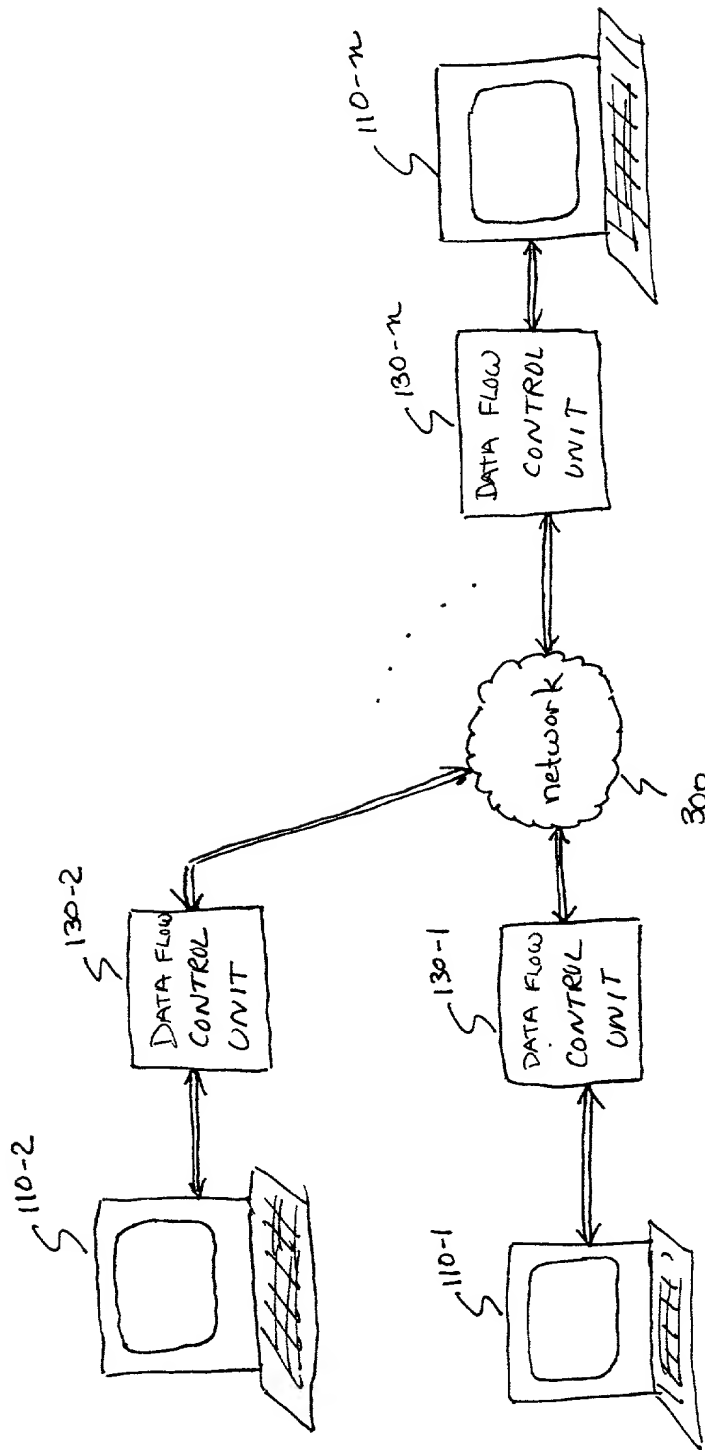 110-2
130-2
DATA FLOW
CONTROL
UNIT
110-1
130-1
DATA FLOW
CONTROL
UNIT
network
300
130-n
DATA FLOW
CONTROL
UNIT
110-n